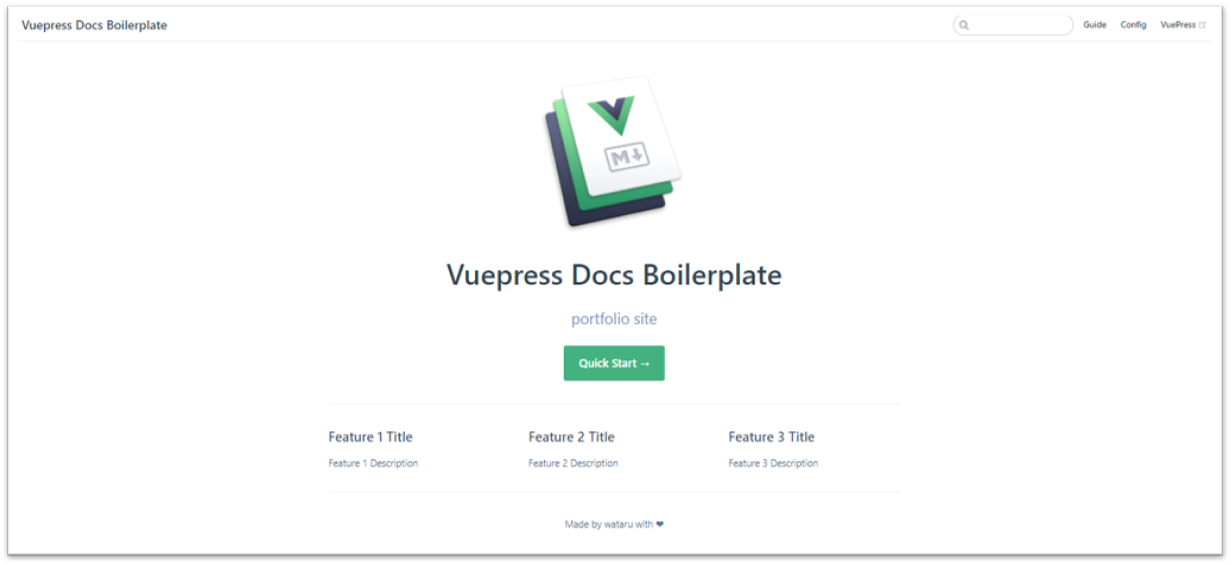 Vuepress Docs Boilerplate
Guide Config VuePress
M
Vuepress Docs Boilerplate
portfolio site
Quick Start →
Feature 1 Title Feature 2 Title Feature 3 Title
Feature 1 Description Feature 2 Description Feature 3 Description
Made by wataru with ❤